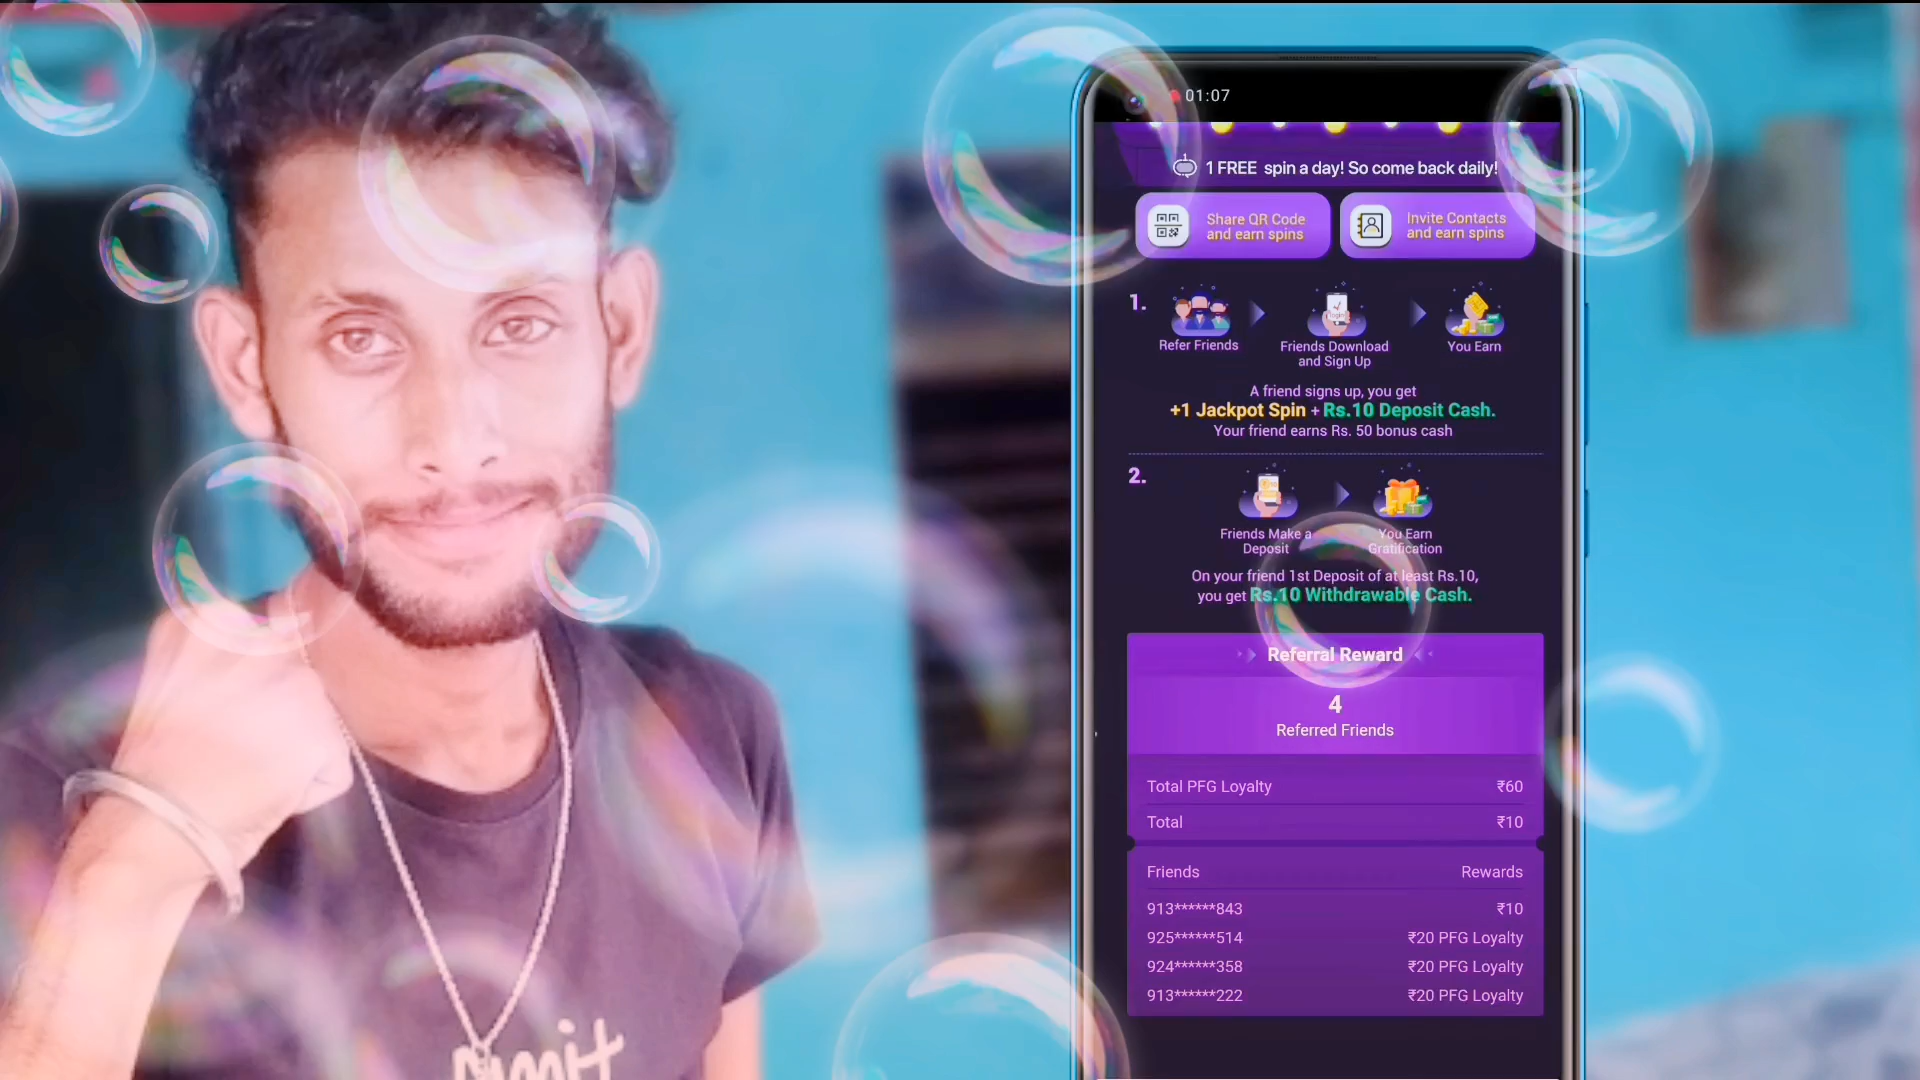 01:07
1 FREE spin a day! So come back daily!
Share QR Code
and earn spins
Invite Contacts
and earn spins
1.
Refer Friends
Friends Download
and Sign Up
You Earn
A friend signs up, you get
+1 Jackpot Spin + Rs.10 Deposit Cash.
Your friend earns Rs. 50 bonus cash
2.
Friends Make a
Deposit
You Earn
Gratification
On your friend 1st Deposit of at least Rs.10,
you get Rs.10 Withdrawable Cash.
Referral Reward
4
Referred Friends
Total PFG Loyalty ₹60
Total ₹10
Friends Rewards
913******843 ₹10
925******514 ₹20 PFG Loyalty
924******358 ₹20 PFG Loyalty
913******222 ₹20 PFG Loyalty